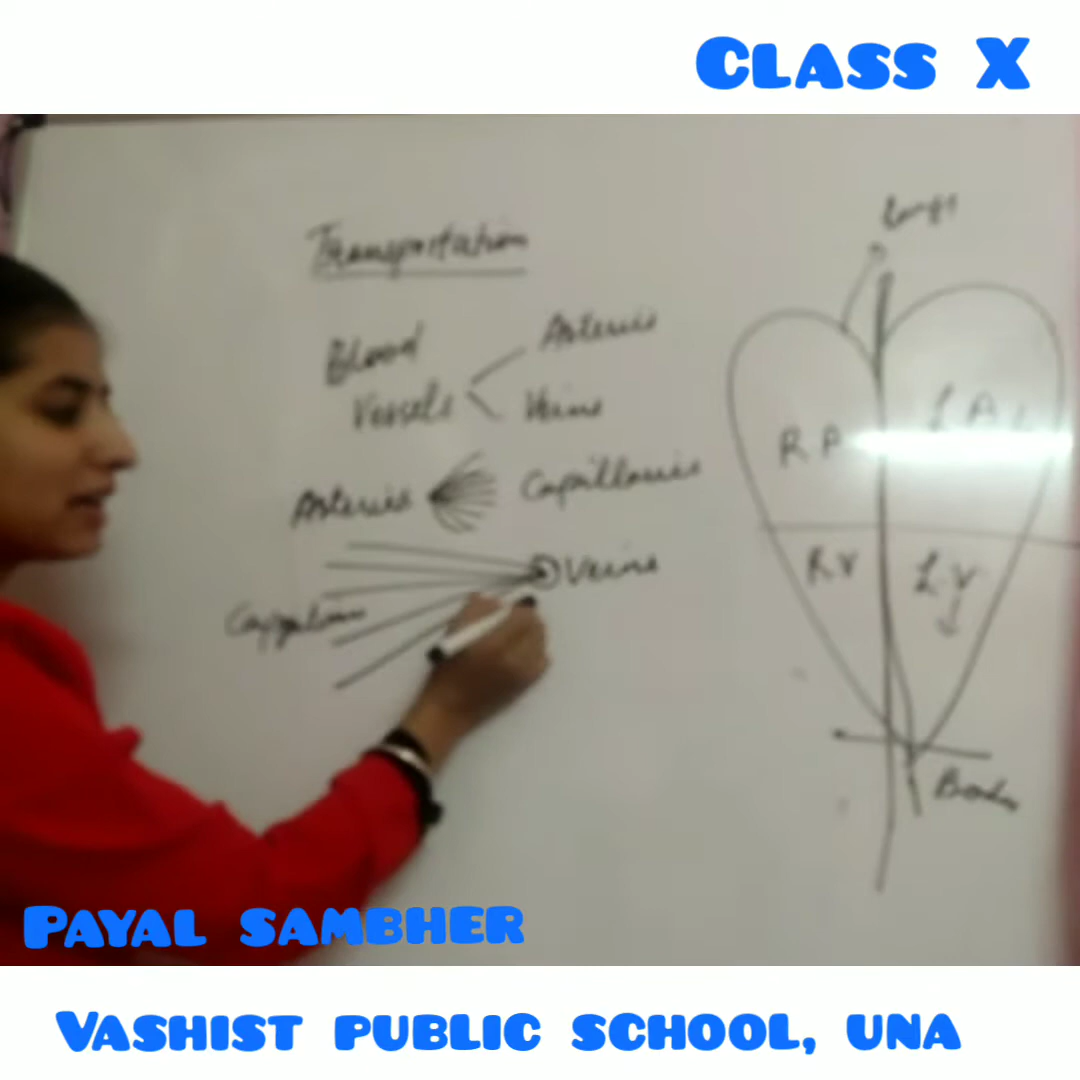 CLASS X
Transportation
Blood Vessels
Arteries
Veins
Arteries Capillaries
Capillaries Veins
R A L A
R V L V
Body
PAYAL SAMBHER
VASHIST PUBLIC SCHOOL, UNA